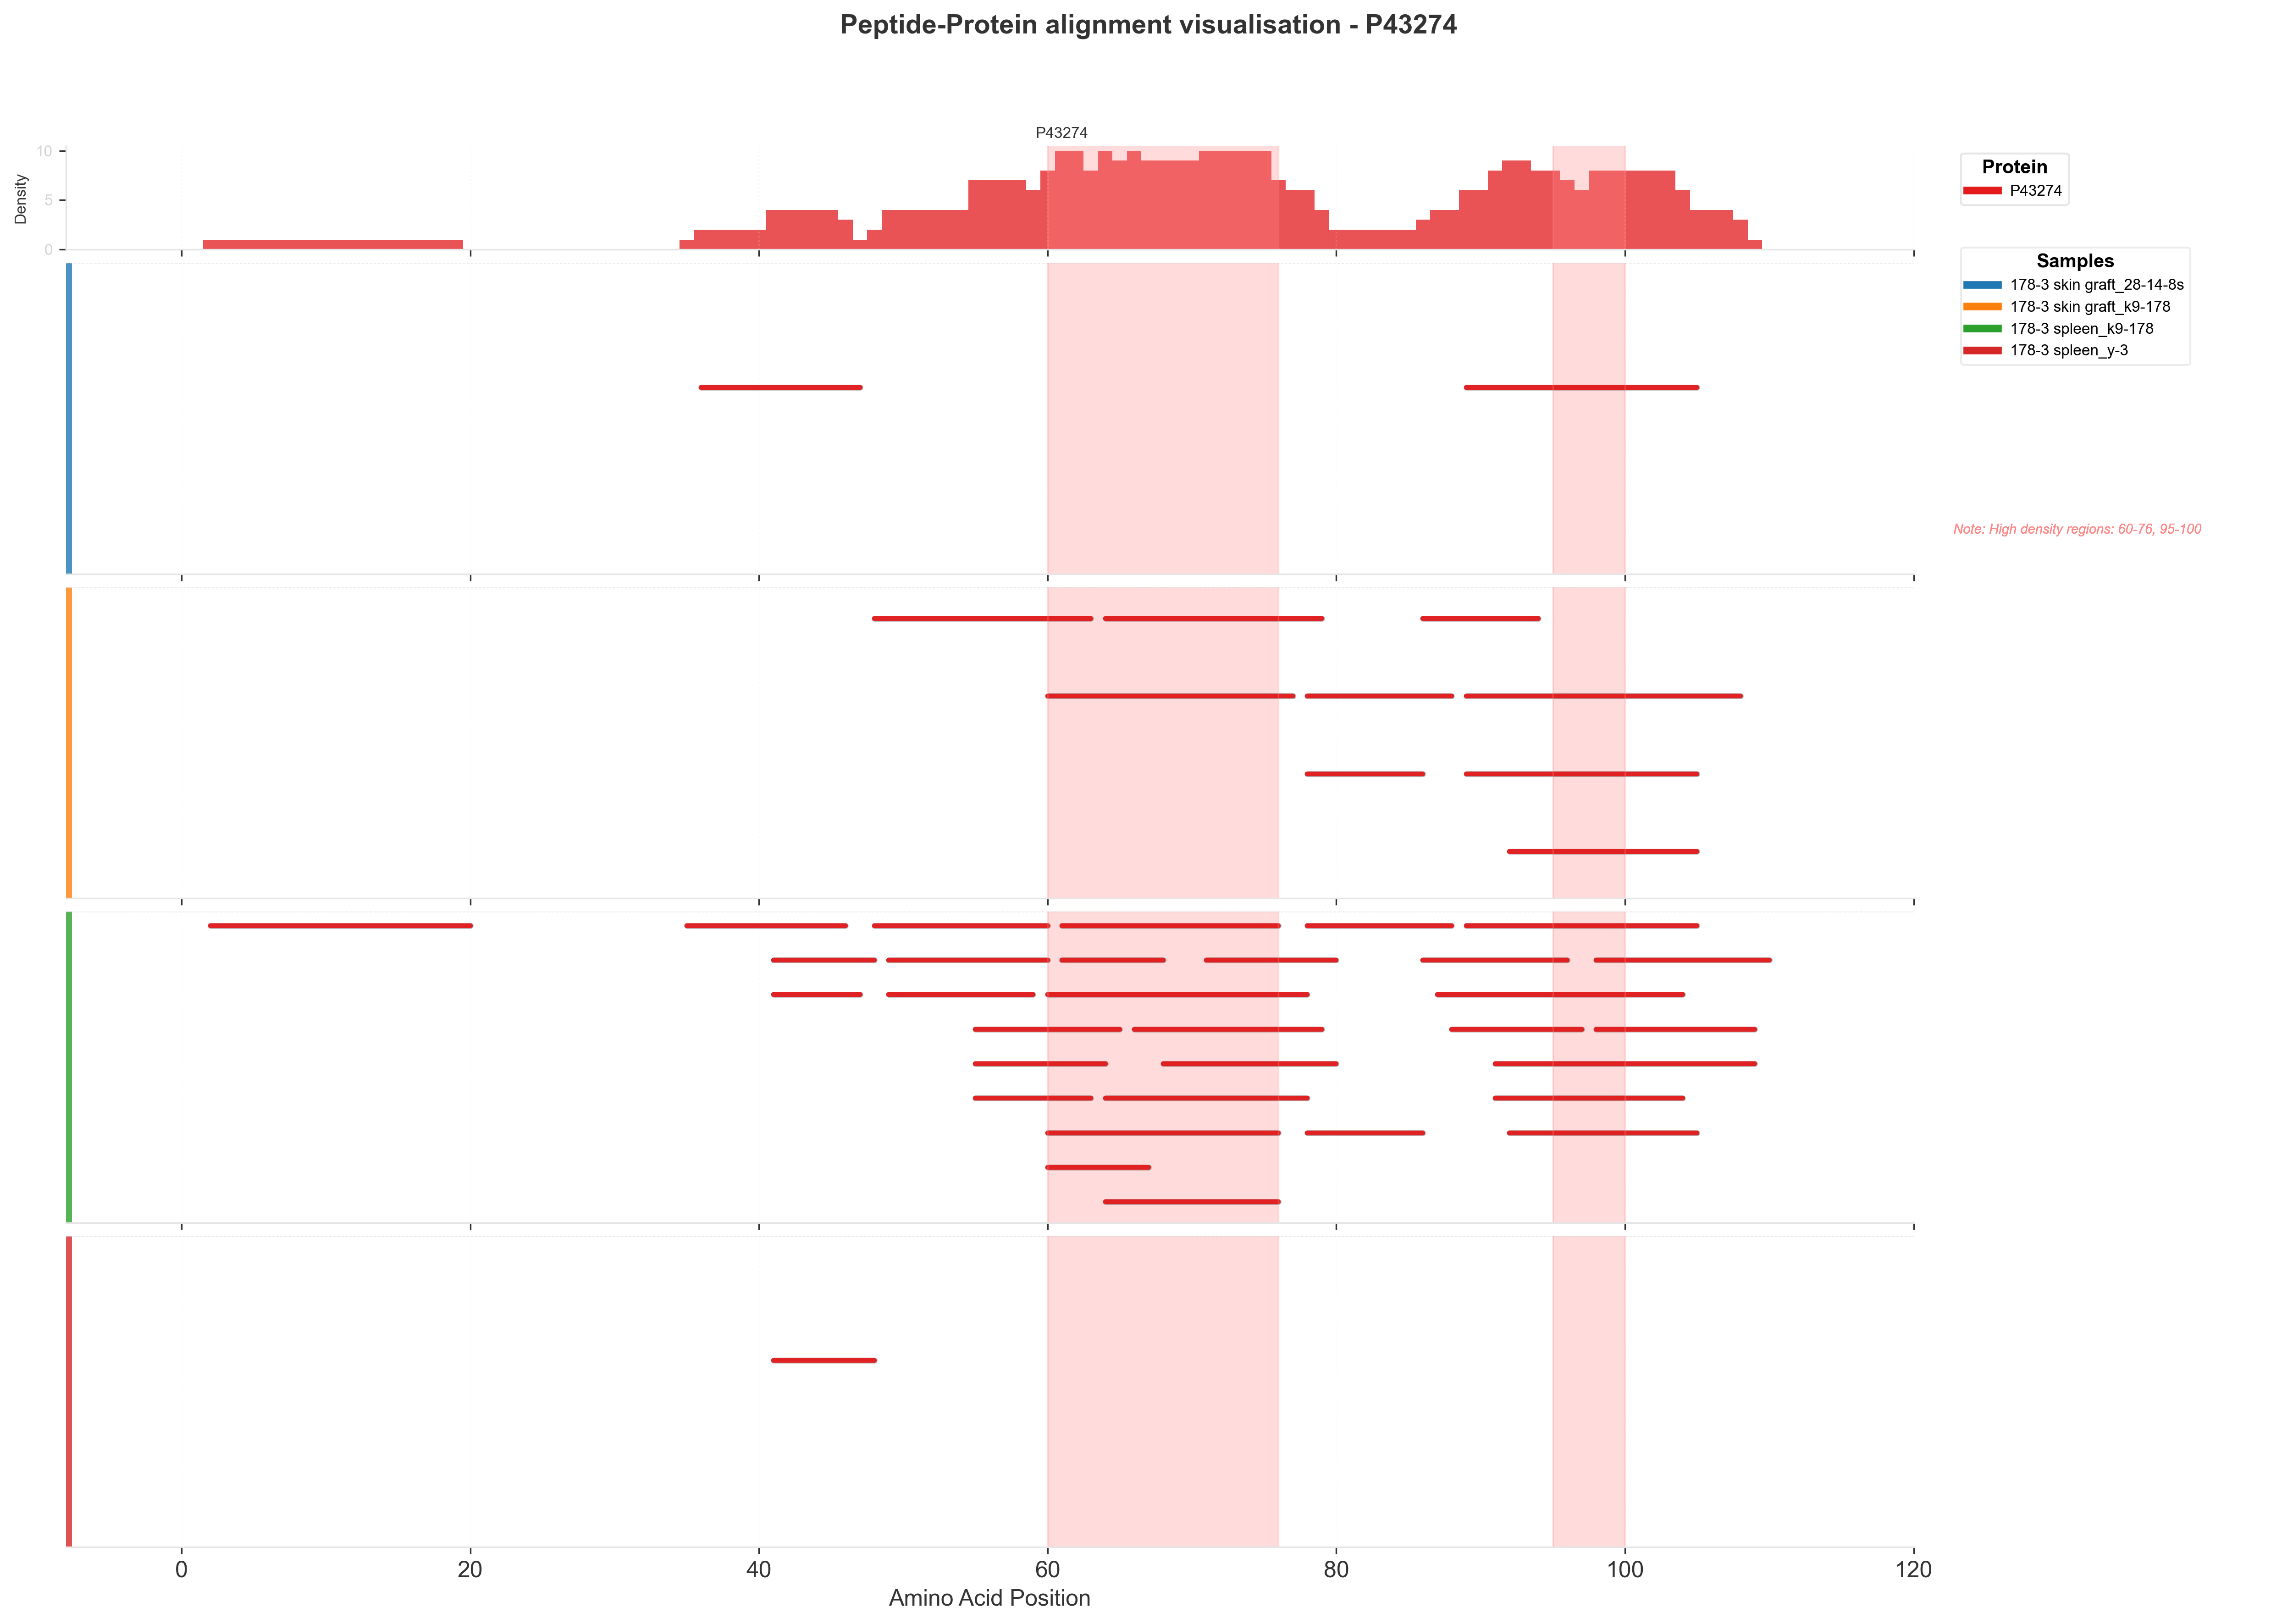 Peptide-Protein alignment visualisation - P43274
P43274
10
5
0
Density
Protein
P43274
Samples
178-3 skin graft_28-14-8s
178-3 skin graft_k9-178
178-3 spleen_k9-178
178-3 spleen_y-3
Note: High density regions: 60-76, 95-100
0 20 40 60 80 100 120
Amino Acid Position